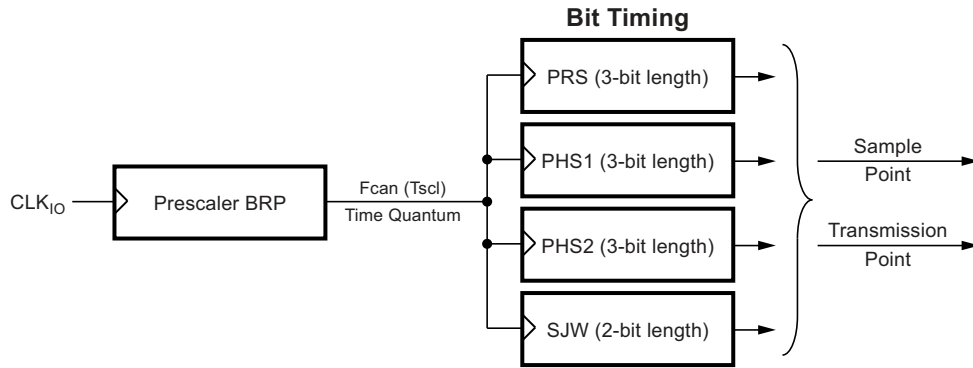 Bit Timing
PRS (3-bit length)
PHS1 (3-bit length)
PHS2 (3-bit length)
SJW (2-bit length)
CLKIO
Prescaler BRP
Fcan (Tscl)
Time Quantum
Sample
Point
Transmission
Point